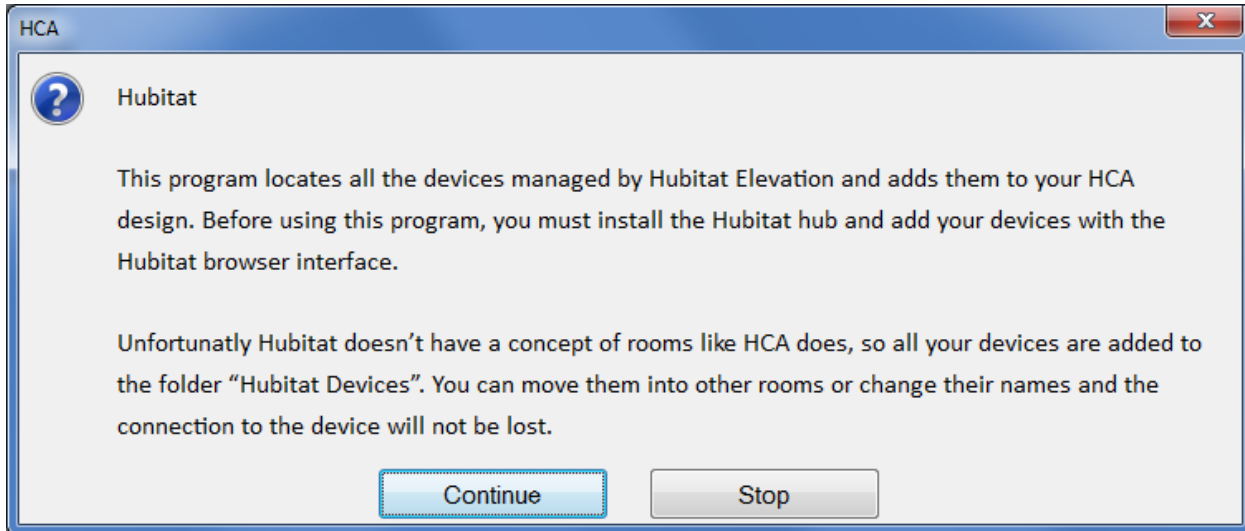 HCA
Hubitat
This program locates all the devices managed by Hubitat Elevation and adds them to your HCA
design. Before using this program, you must install the Hubitat hub and add your devices with the
Hubitat browser interface.
Unfortunatly Hubitat doesn’t have a concept of rooms like HCA does, so all your devices are added to
the folder “Hubitat Devices”. You can move them into other rooms or change their names and the
connection to the device will not be lost.
Continue
Stop